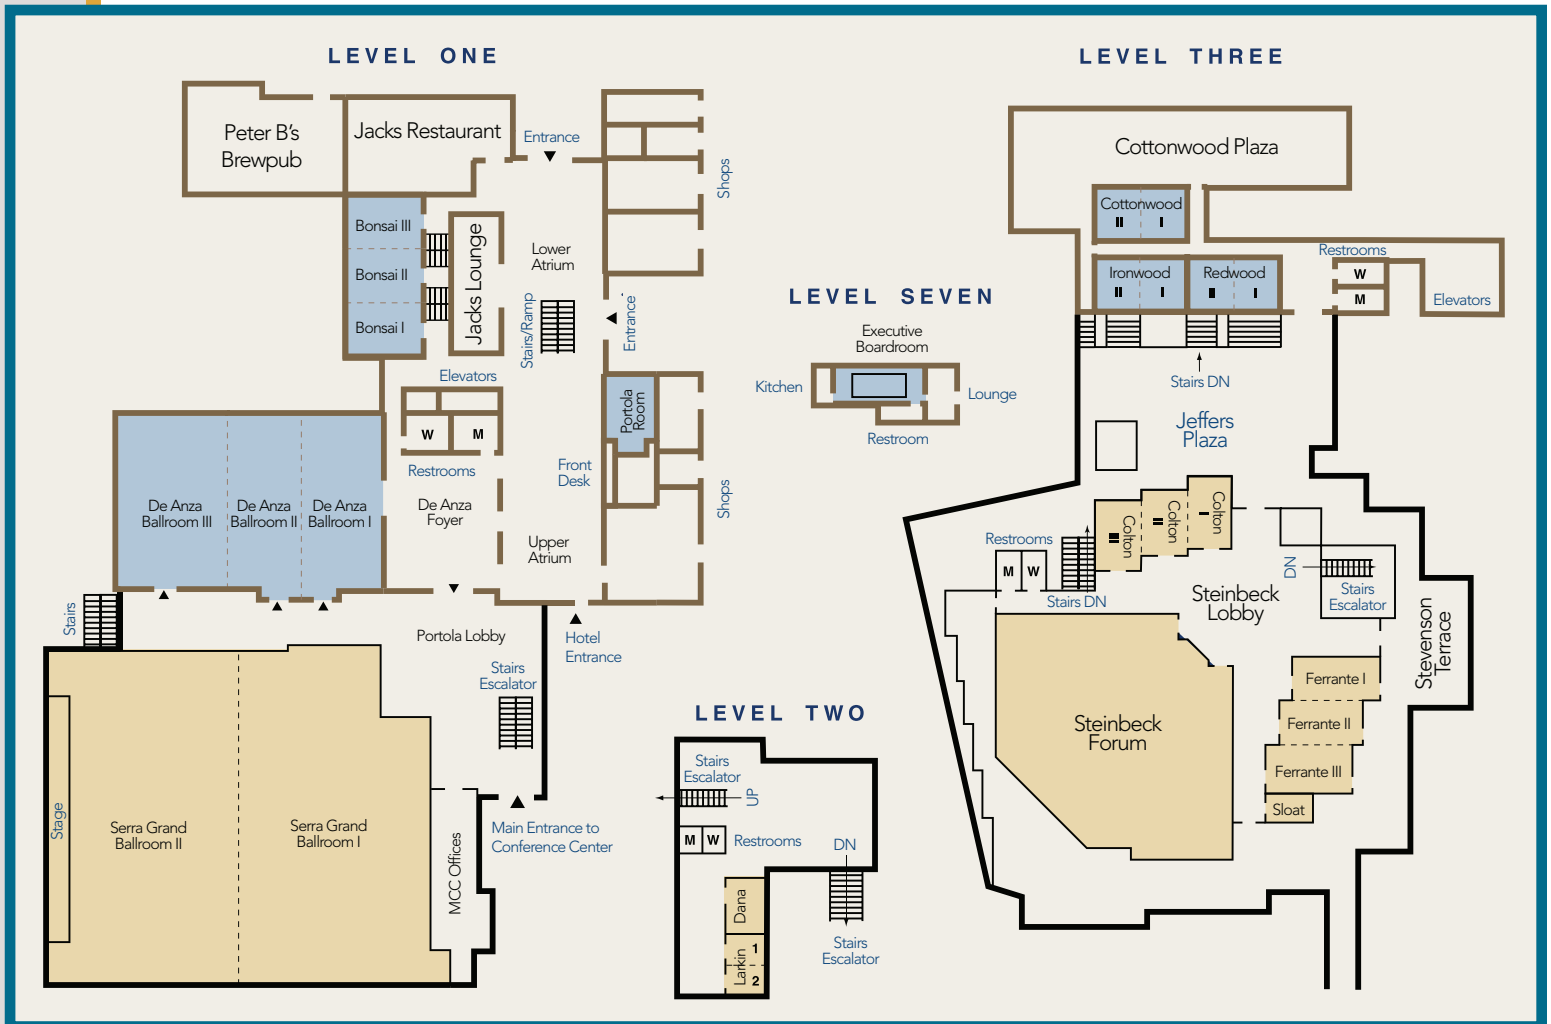 LEVEL ONE
Peter B's
Brewpub
Jacks Restaurant
Entrance
Shops
Bonsai III
Bonsai II
Bonsai I
Jacks Lounge
Lower
Atrium
Stairs/Ramp
Entrance
Elevators
W
M
Restrooms
Portola
Room
Front
Desk
Shops
De Anza
Ballroom III
De Anza
Ballroom II
De Anza
Ballroom I
De Anza
Foyer
Upper
Atrium
Stairs
Portola Lobby
Hotel
Entrance
Stairs
Escalator
Stage
Serra Grand
Ballroom II
Serra Grand
Ballroom I
MCC Offices
Main Entrance to
Conference Center
LEVEL SEVEN
Executive
Boardroom
Kitchen
Lounge
Restroom
LEVEL TWO
Stairs
Escalator
UP
M
W
Restrooms
DN
Dana
Larkin
1
2
Stairs
Escalator
LEVEL THREE
Cottonwood Plaza
Cottonwood
II
I
Ironwood
II
I
Redwood
II
I
Restrooms
W
M
Elevators
Stairs DN
Jeffers
Plaza
Colton
III
Colton
II
Colton
I
Restrooms
M
W
Stairs DN
Steinbeck
Lobby
DN
Stairs
Escalator
Stevenson
Terrace
Steinbeck
Forum
Ferrante I
Ferrante II
Ferrante III
Sloat